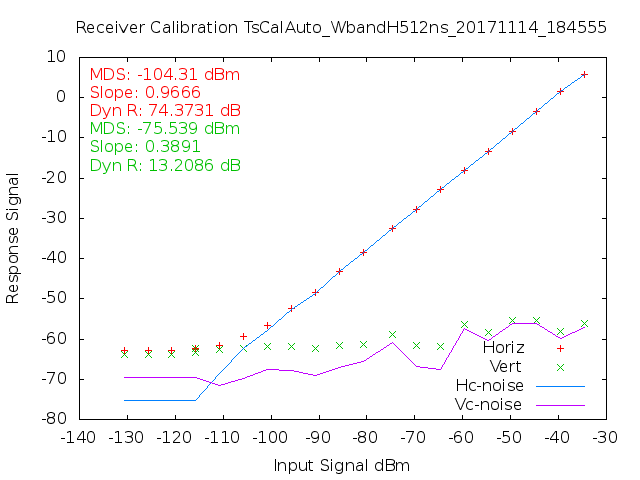 Receiver Calibration TsCalAuto_WbandH512ns_20171114_184555
MDS: -104.31 dBm
Slope: 0.9666
Dyn R: 74.3731 dB
MDS: -75.539 dBm
Slope: 0.3891
Dyn R: 13.2086 dB
Response Signal
10
0
-10
-20
-30
-40
-50
-60
-70
-80
Horiz
Vert
Hc-noise
Vc-noise
-140 -130 -120 -110 -100 -90 -80 -70 -60 -50 -40 -30
Input Signal dBm